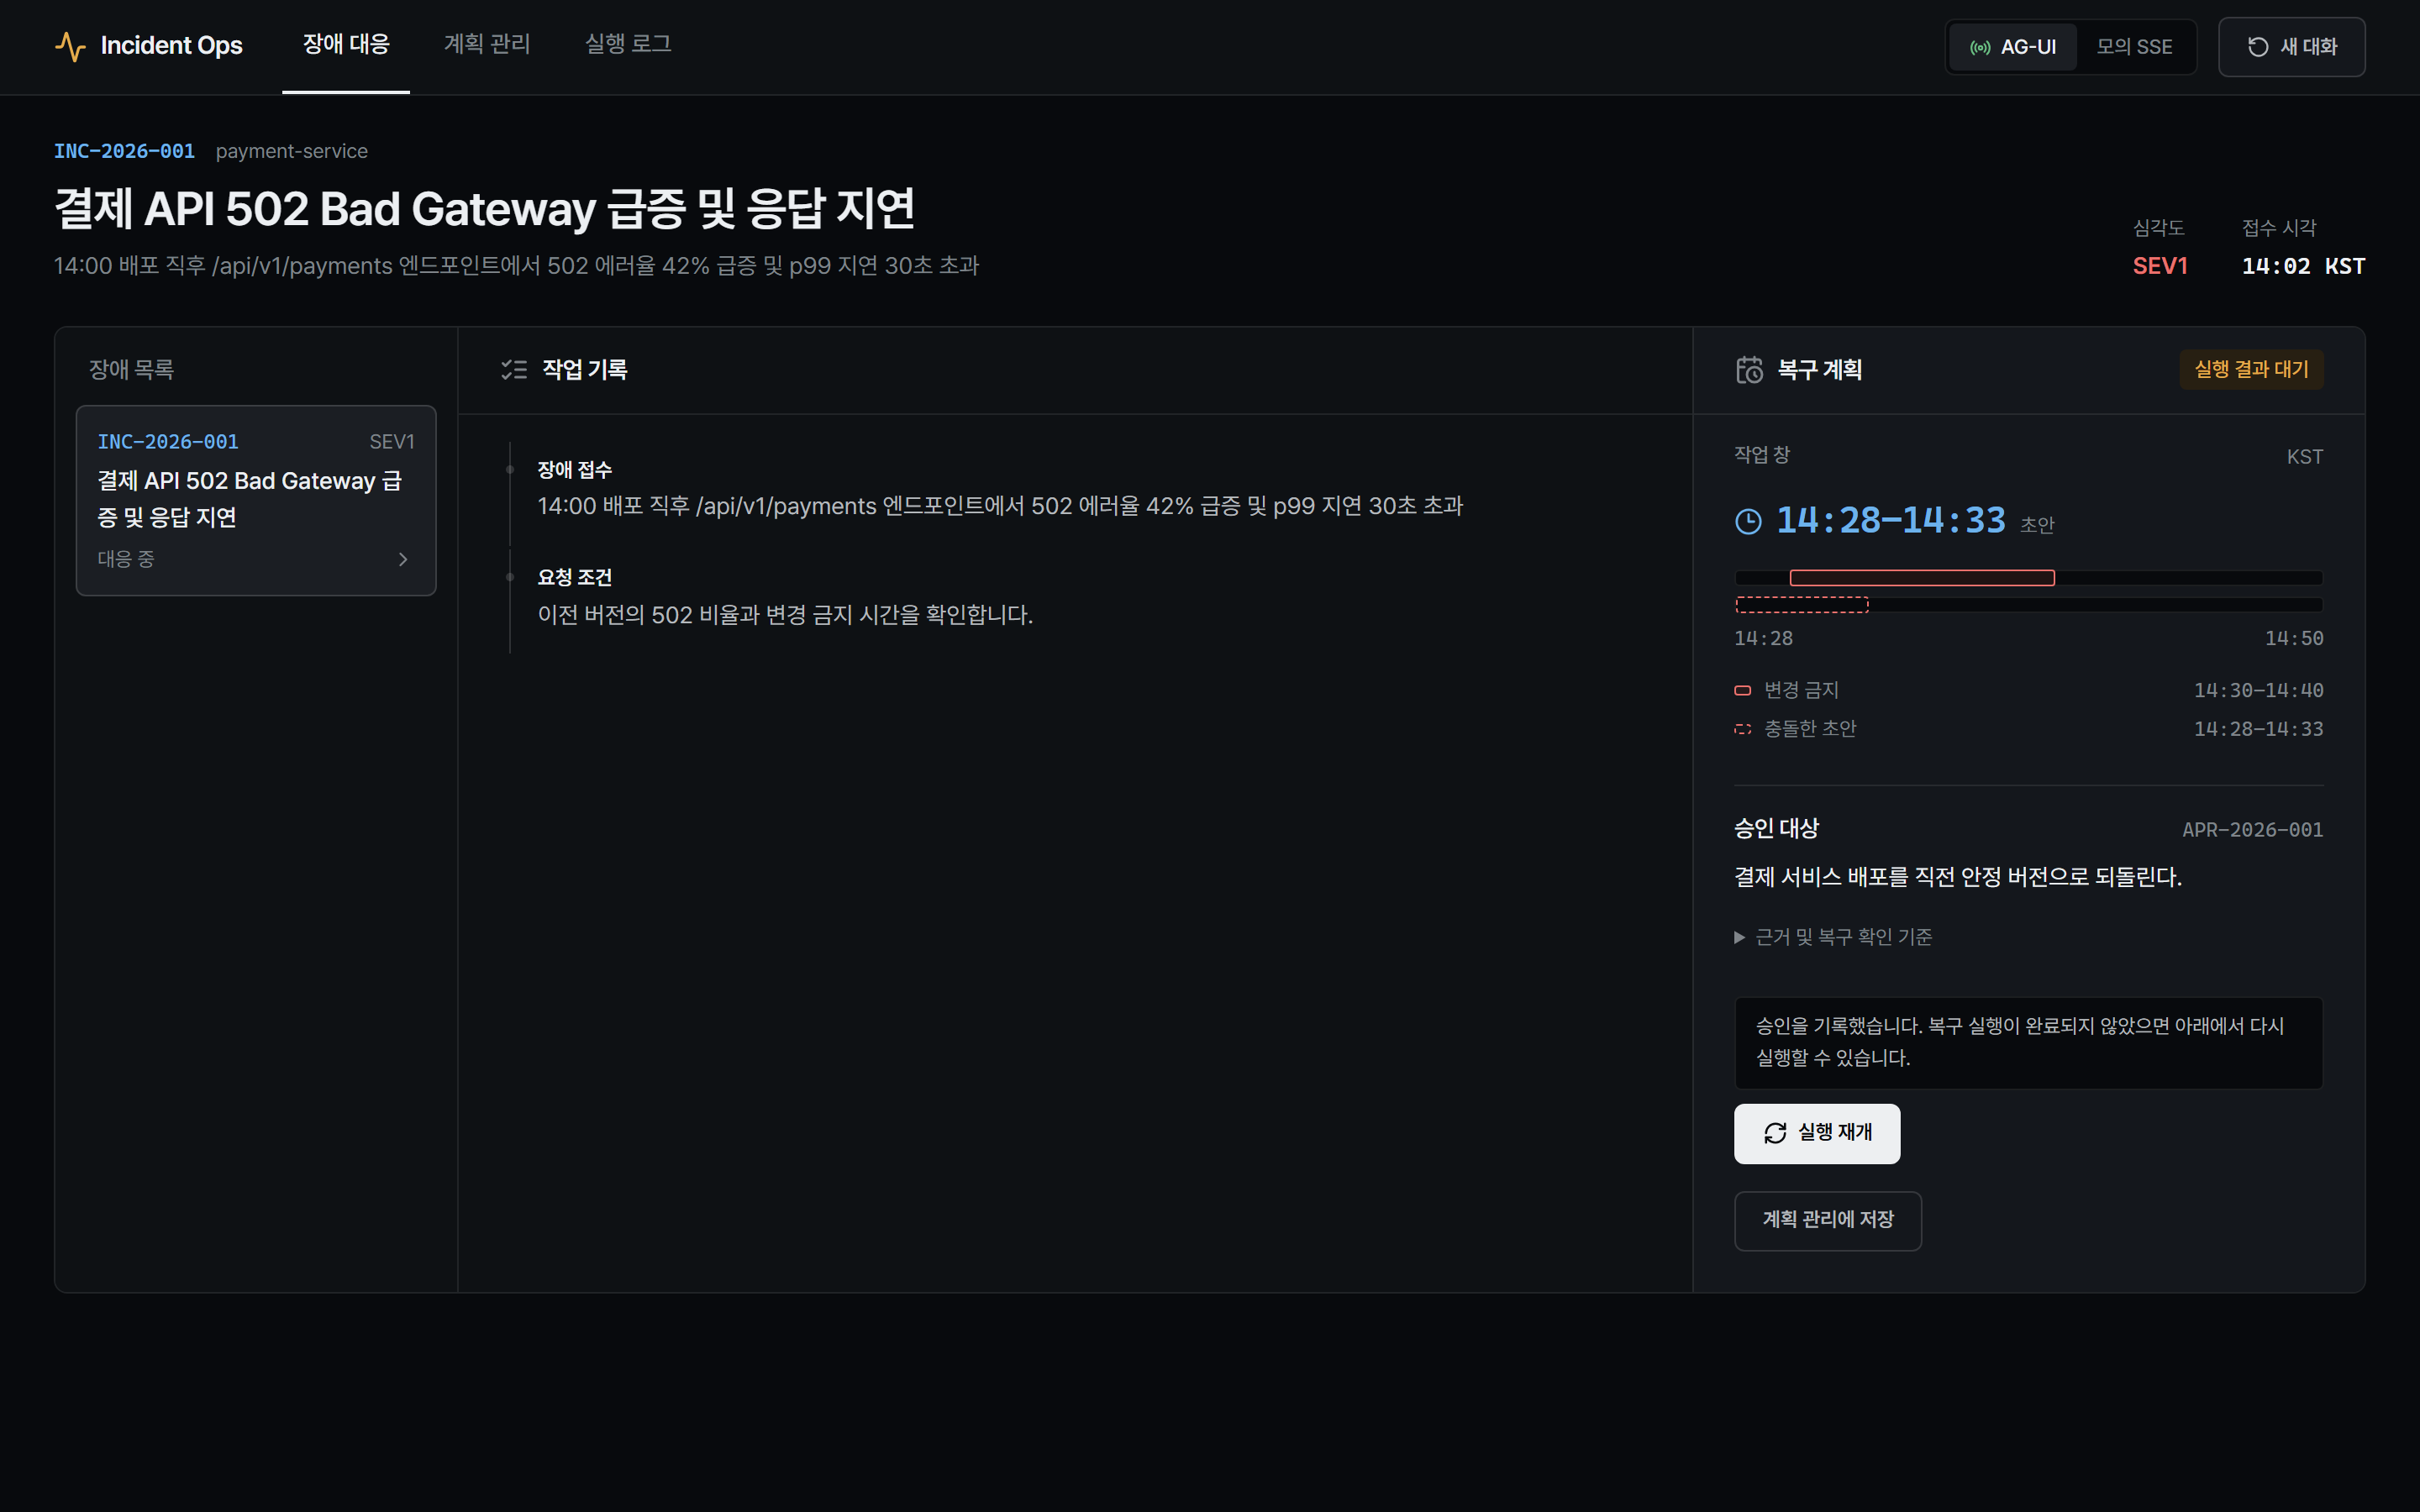 Incident Ops
장애 대응
계획 관리
실행 로그
AG-UI
모의 SSE
새 대화
INC-2026-001 payment-service
결제 API 502 Bad Gateway 급증 및 응답 지연
14:00 배포 직후 /api/v1/payments 엔드포인트에서 502 에러율 42% 급증 및 p99 지연 30초 초과
심각도
SEV1
접수 시각
14:02 KST
장애 목록
INC-2026-001 SEV1
결제 API 502 Bad Gateway 급
증 및 응답 지연
대응 중
작업 기록
장애 접수
14:00 배포 직후 /api/v1/payments 엔드포인트에서 502 에러율 42% 급증 및 p99 지연 30초 초과
요청 조건
이전 버전의 502 비율과 변경 금지 시간을 확인합니다.
복구 계획
실행 결과 대기
작업 창 KST
14:28–14:33 초안
14:28 14:50
변경 금지 14:30–14:40
충돌한 초안 14:28–14:33
승인 대상 APR-2026-001
결제 서비스 배포를 직전 안정 버전으로 되돌린다.
근거 및 복구 확인 기준
승인을 기록했습니다. 복구 실행이 완료되지 않았으면 아래에서 다시
실행할 수 있습니다.
실행 재개
계획 관리에 저장